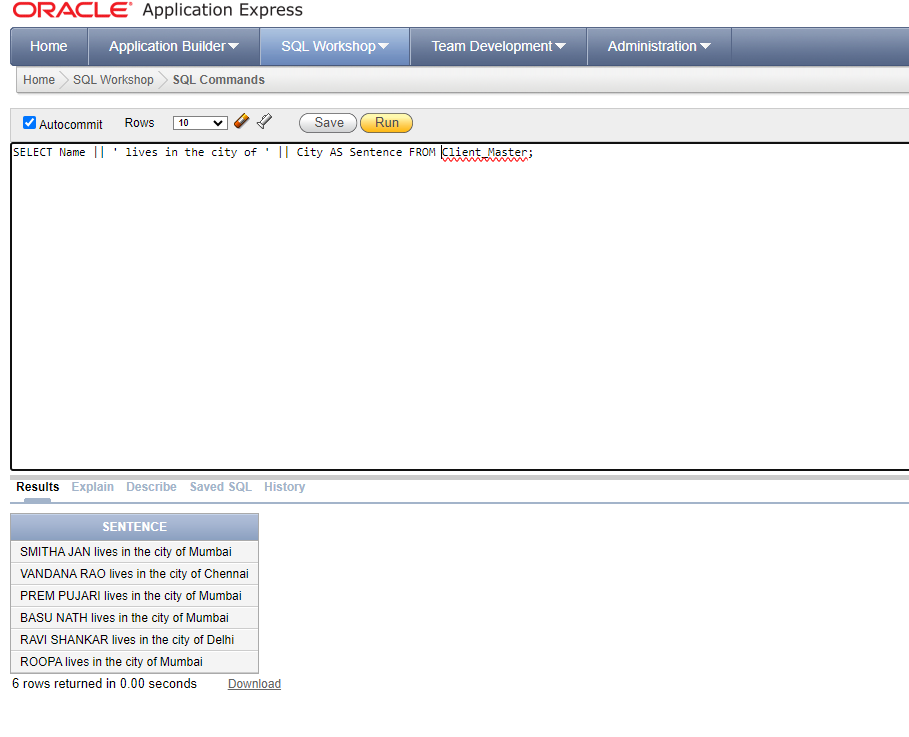 ORACLE® Application Express
Home Application Builder SQL Workshop Team Development Administration
Home SQL Workshop SQL Commands
Autocommit Rows 10 Save Run
SELECT Name || ' lives in the city of ' || City AS Sentence FROM Client_Master;
Results Explain Describe Saved SQL History
SENTENCE
SMITHA JAN lives in the city of Mumbai
VANDANA RAO lives in the city of Chennai
PREM PUJARI lives in the city of Mumbai
BASU NATH lives in the city of Mumbai
RAVI SHANKAR lives in the city of Delhi
ROOPA lives in the city of Mumbai
6 rows returned in 0.00 seconds Download